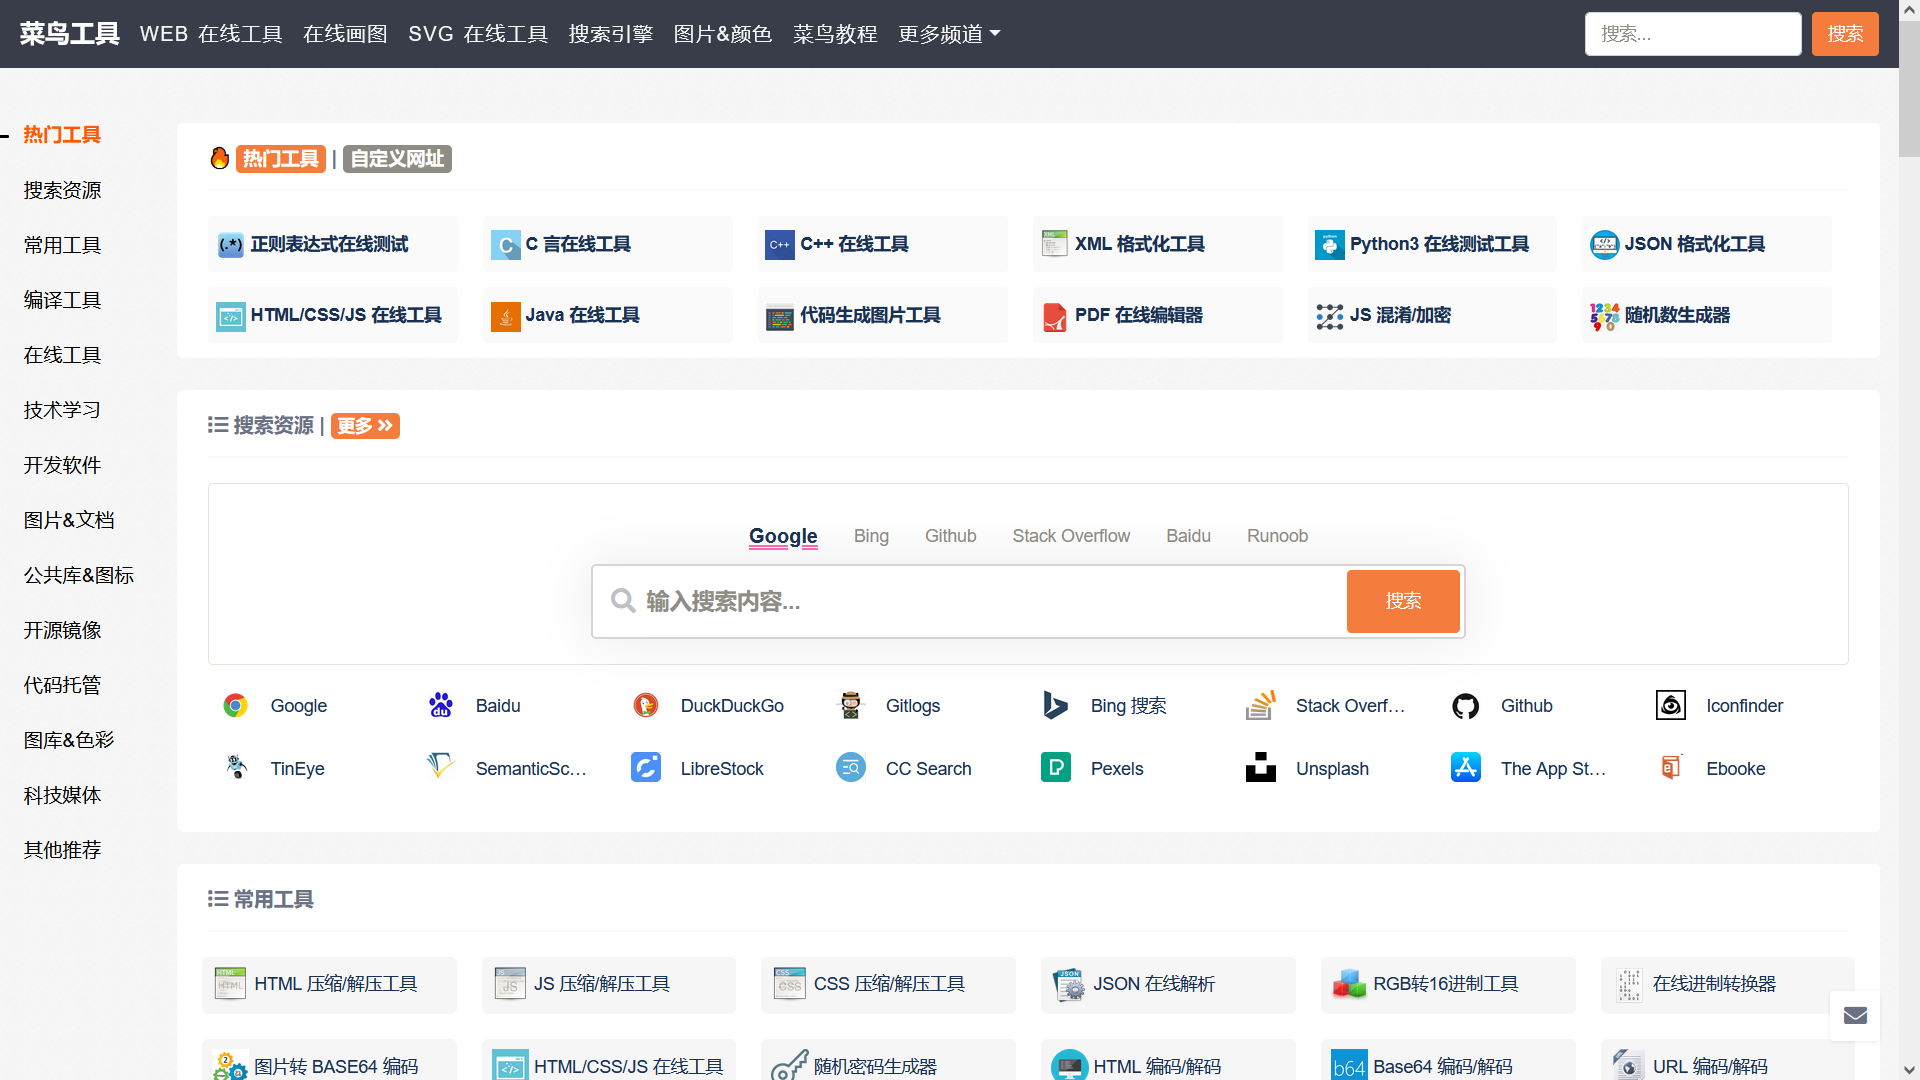 菜鸟工具 WEB 在线工具 在线画图 SVG 在线工具 搜索引擎 图片&颜色 菜鸟教程 更多频道 搜索... 搜索
热门工具
搜索资源
常用工具
编译工具
在线工具
技术学习
开发软件
图片&文档
公共库&图标
开源镜像
代码托管
图库&色彩
科技媒体
其他推荐
热门工具 | 自定义网址
(.*) 正则表达式在线测试 C C 言在线工具 C++ C++ 在线工具 XML XML 格式化工具 python Python3 在线测试工具 </> JSON 格式化工具
</> HTML/CSS/JS 在线工具 Java 在线工具 代码生成图片工具 PDF 在线编辑器 JS 混淆/加密 随机数生成器
搜索资源 | 更多
Google Bing Github Stack Overflow Baidu Runoob
输入搜索内容... 搜索
Google du Baidu DuckDuckGo Gitlogs Bing 搜索 Stack Overf... Github Iconfinder
TinEye SemanticSc... LibreStock CC Search Pexels Unsplash The App St... Ebooke
常用工具
HTML HTML 压缩/解压工具 JS JS 压缩/解压工具 CSS CSS 压缩/解压工具 JSON JSON 在线解析 RGB转16进制工具 在线进制转换器
图片转 BASE64 编码 </> HTML/CSS/JS 在线工具 随机密码生成器 HTML 编码/解码 b64 Base64 编码/解码 URL 编码/解码